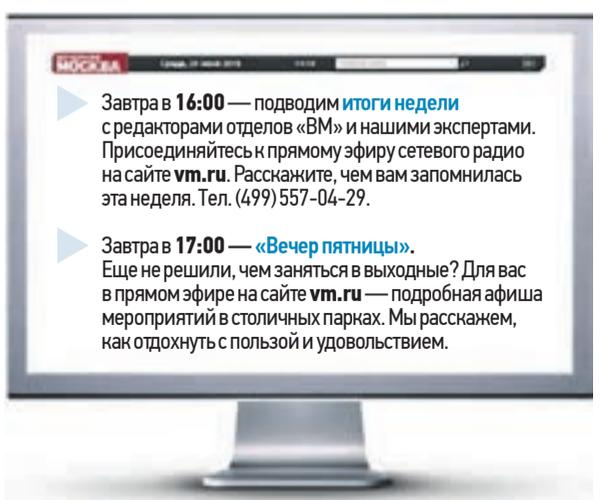 МОСКВА
Завтра в 16:00 — подводим итоги недели
с редакторами отделов «ВМ» и нашими экспертами.
Присоединяйтесь к прямому эфиру сетевого радио
на сайте vm.ru. Расскажите, чем вам запомнилась
эта неделя. Тел. (499) 557-04-29.
Завтра в 17:00 — «Вечер пятницы».
Еще не решили, чем заняться в выходные? Для вас
в прямом эфире на сайте vm.ru — подробная афиша
мероприятий в столичных парках. Мы расскажем,
как отдохнуть с пользой и удовольствием.